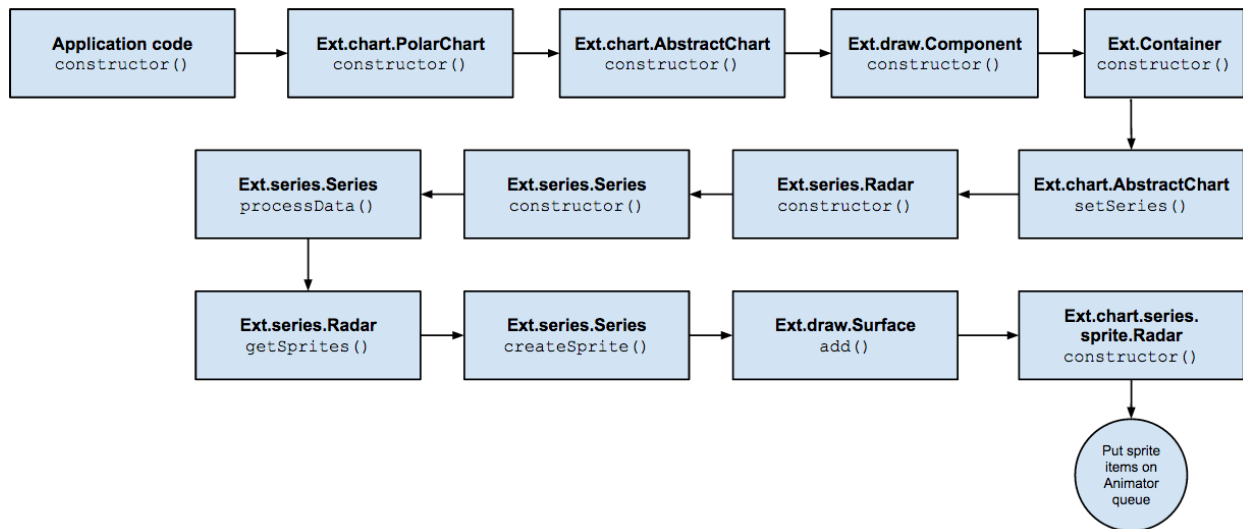 Application code
constructor()
Ext.chart.PolarChart
constructor()
Ext.chart.AbstractChart
constructor()
Ext.draw.Component
constructor()
Ext.Container
constructor()
Ext.chart.AbstractChart
setSeries()
Ext.series.Radar
constructor()
Ext.series.Series
constructor()
Ext.series.Series
processData()
Ext.series.Radar
getSprites()
Ext.series.Series
createSprite()
Ext.draw.Surface
add()
Ext.chart.series.
sprite.Radar
constructor()
Put sprite
items on
Animator
queue